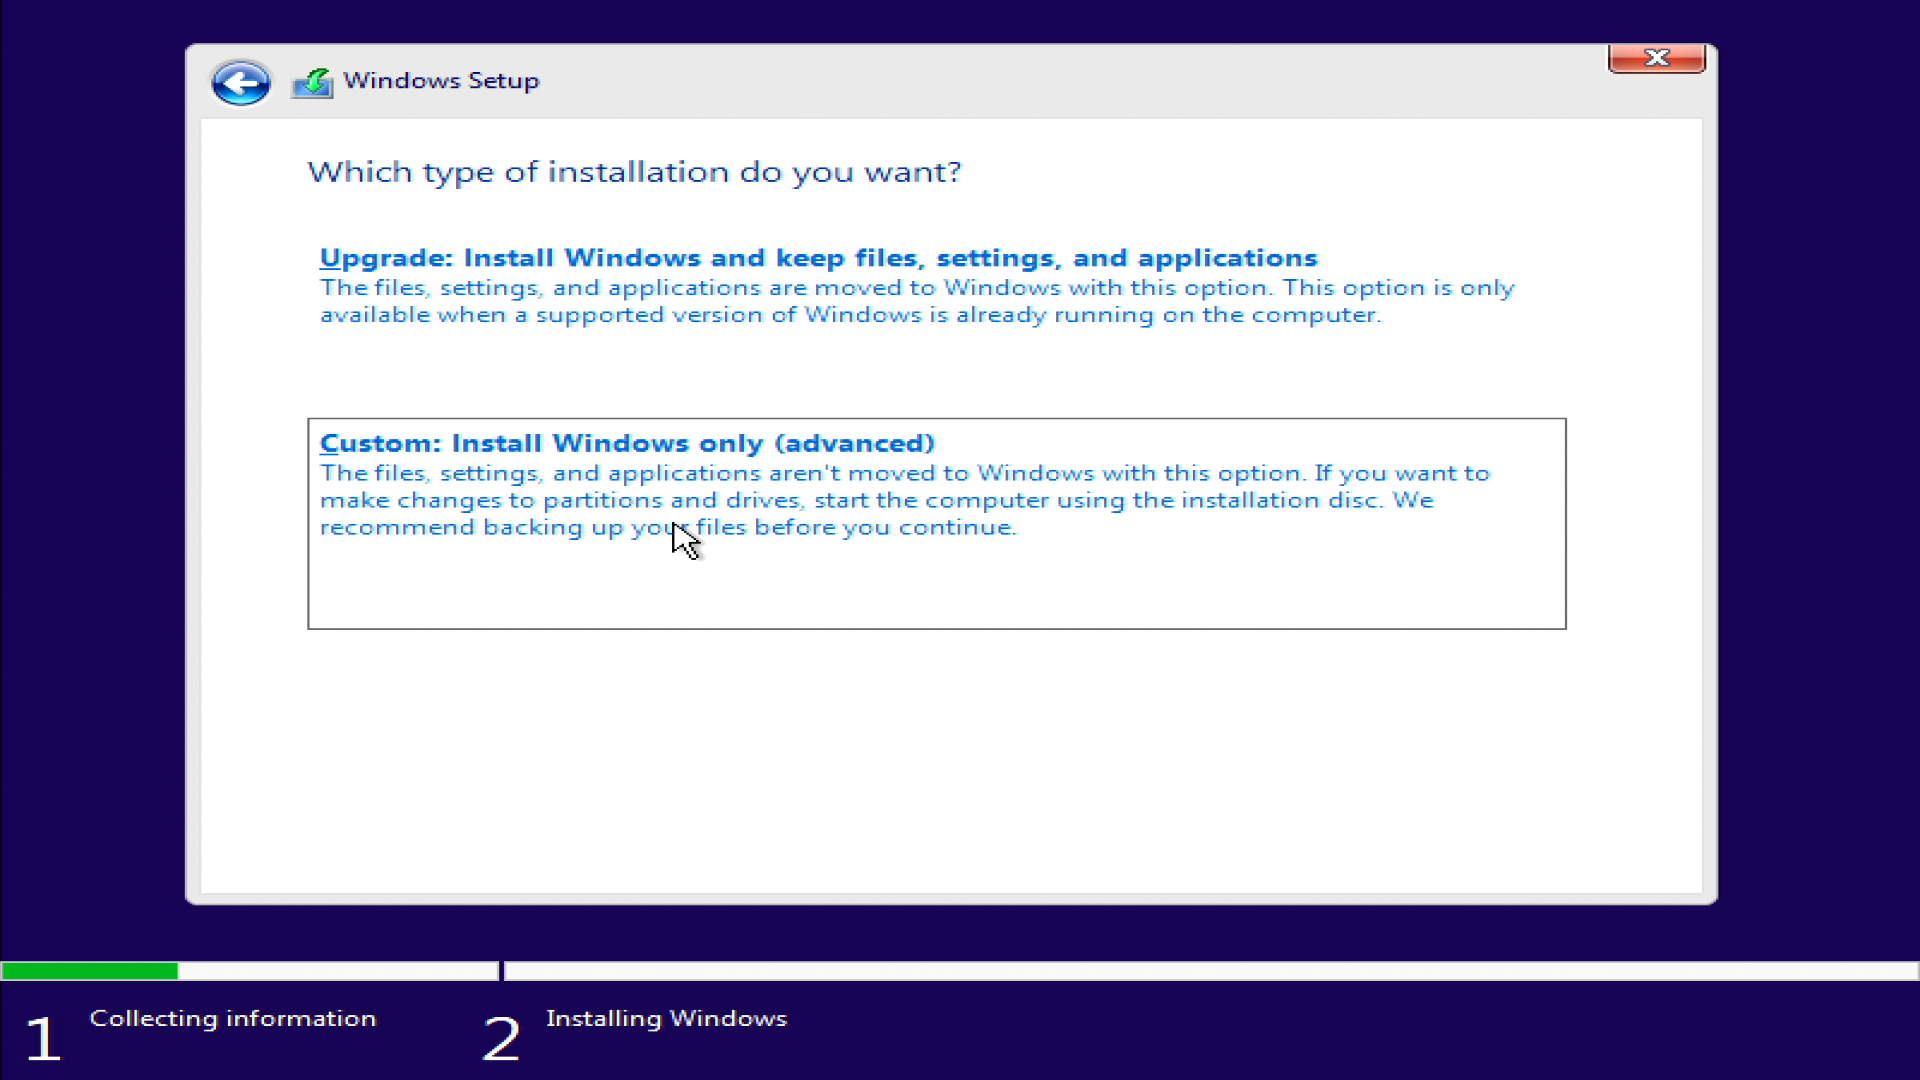 Windows Setup
Which type of installation do you want?
Upgrade: Install Windows and keep files, settings, and applications
The files, settings, and applications are moved to Windows with this option. This option is only
available when a supported version of Windows is already running on the computer.
Custom: Install Windows only (advanced)
The files, settings, and applications aren't moved to Windows with this option. If you want to
make changes to partitions and drives, start the computer using the installation disc. We
recommend backing up your files before you continue.
1 Collecting information 2 Installing Windows